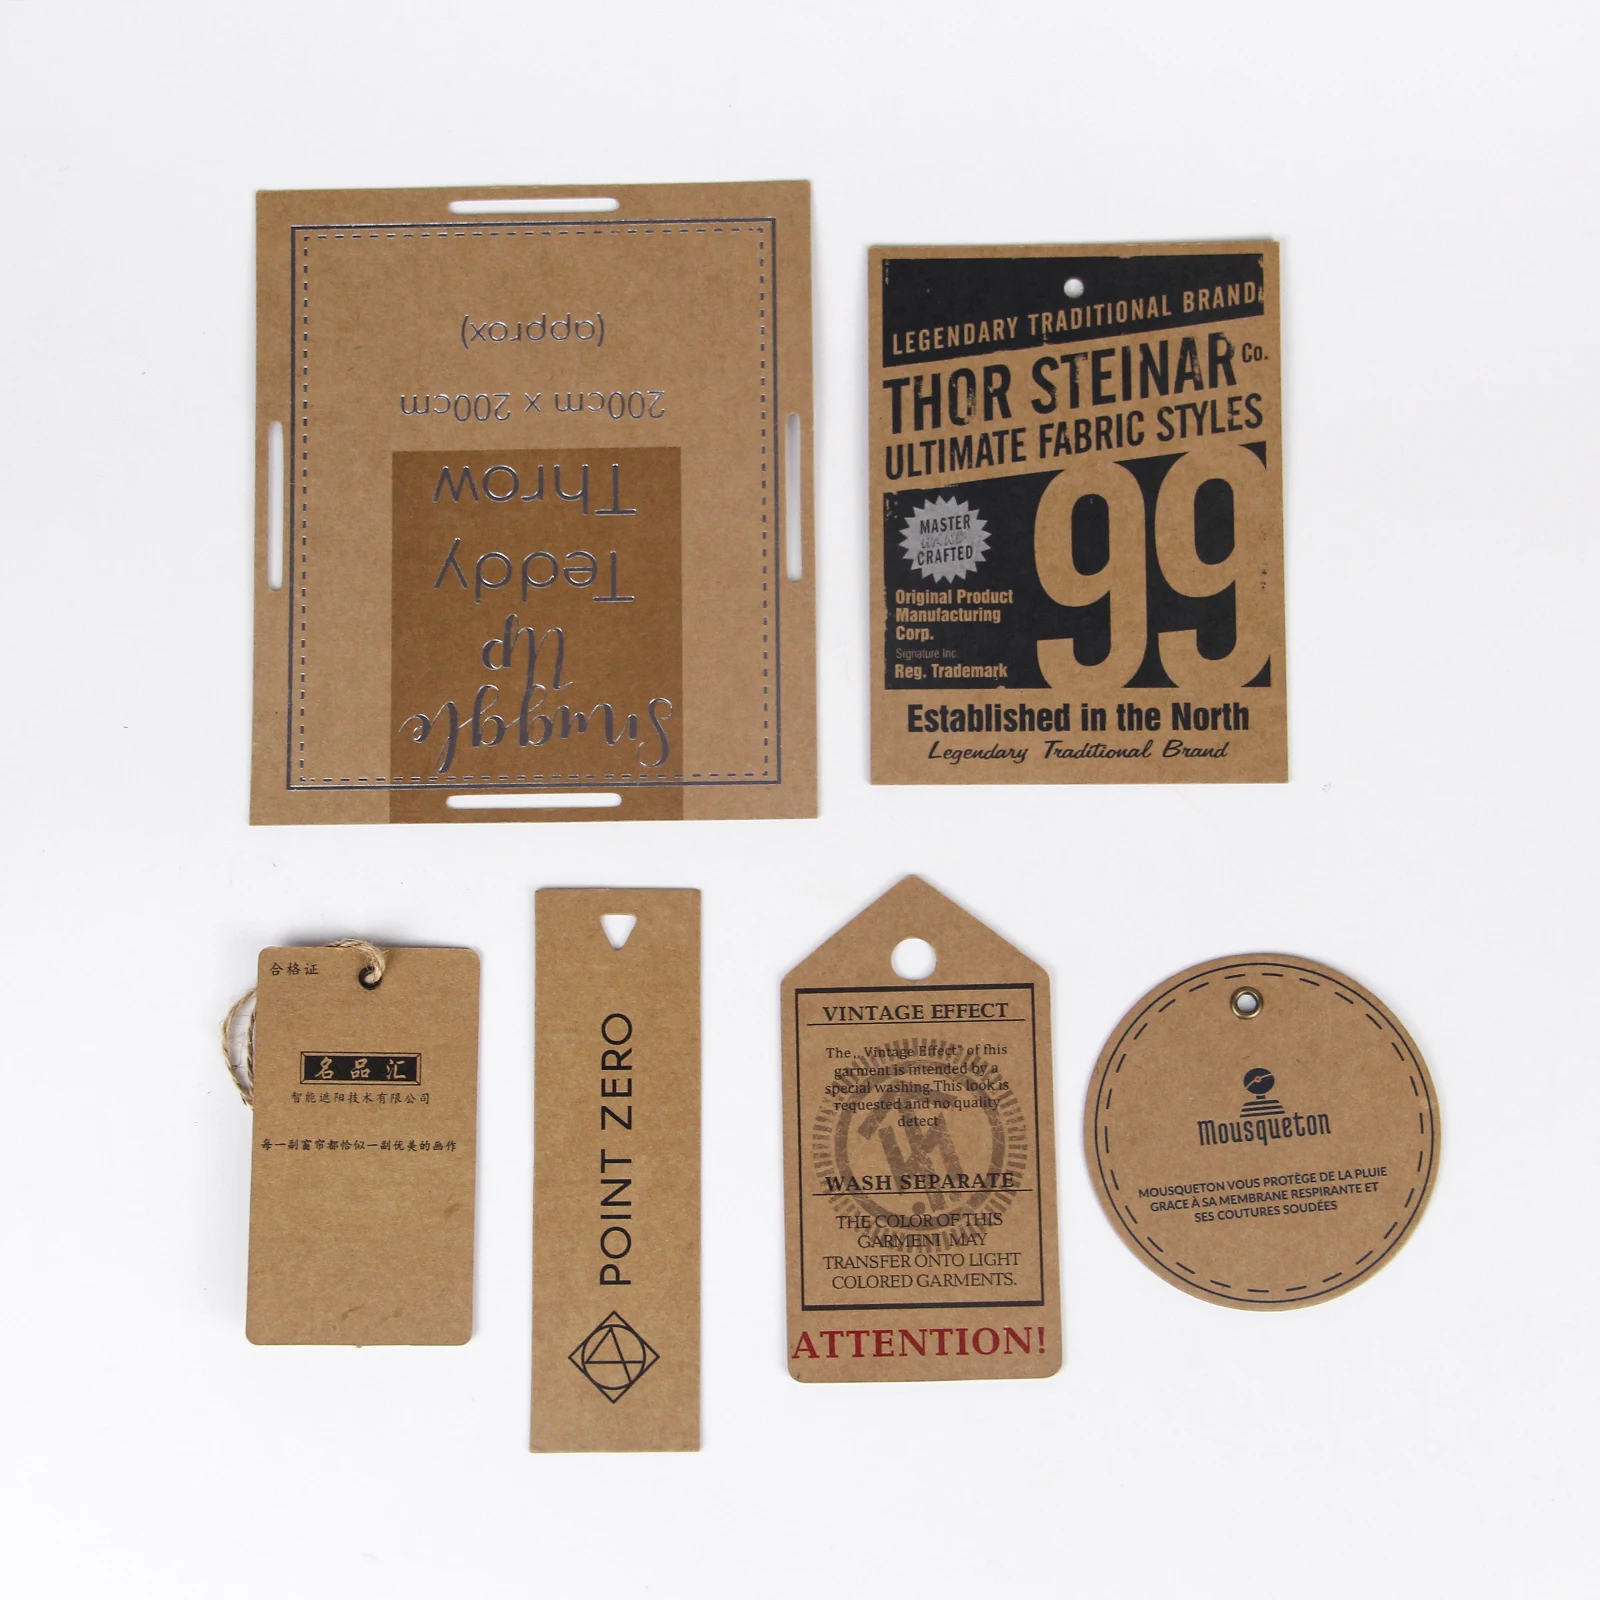 Snuggle
Up
Teddy
Throw
200cm x 200cm
(approx)
LEGENDARY TRADITIONAL BRAND
THOR STEINAR Co.
ULTIMATE FABRIC STYLES
99
MASTER
HAND
CRAFTED
Original Product
Manufacturing
Corp.
Signature Inc.
Reg. Trademark
Established in the North
Legendary Traditional Brand
合格证
名品汇
智能遮阳技术有限公司
每一副窗帘都恰似一副优美的画作
POINT ZERO
VINTAGE EFFECT
The „Vintage Effect" of fhis
garment is intended by a
special washing.This look is
requested and no quality
detect
WASH SEPARATE
THE COLOR OF THIS
GARMENI MAY
TRANSFER ONTO LIGHT
COLORED GARMENTS.
ATTENTION!
Mousqueton
MOUSQUETON VOUS PROTÈGE DE LA PLUIE
GRACE À SA MEMBRANE RESPIRANTE ET
SES COUTURES SOUDÉES